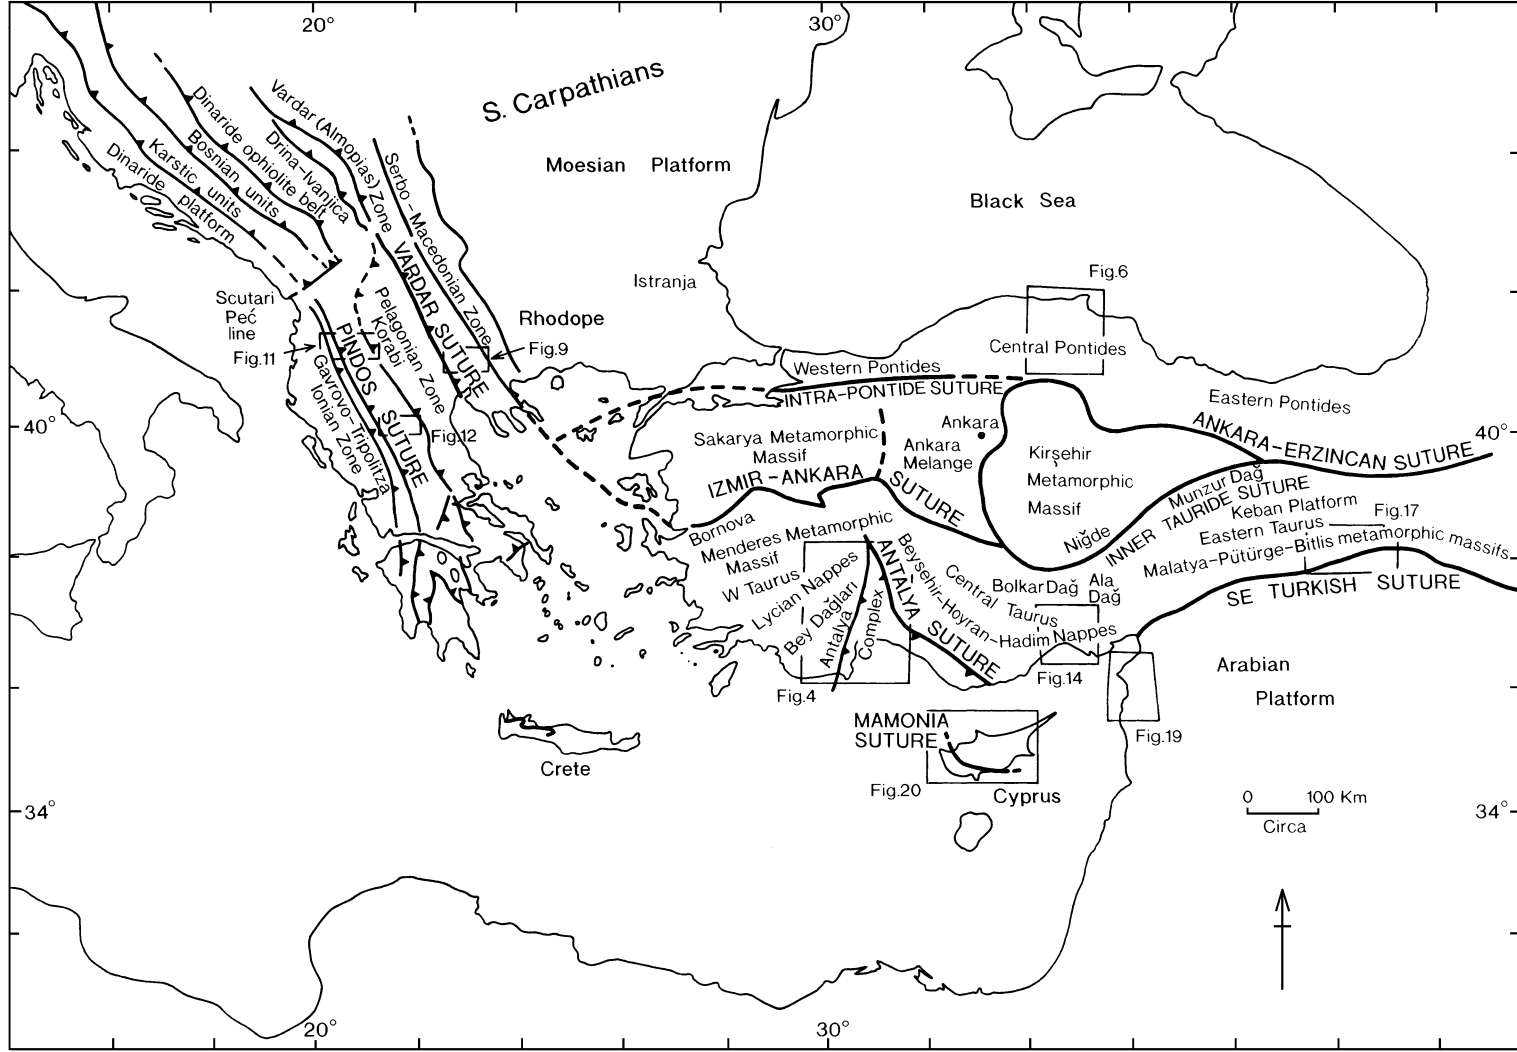 20°
30°
S. Carpathians
Moesian Platform
Black Sea
Vardar (Almopias) Zone
Dinaride ophiolite belt
Drina-Ivanjica
Bosnian units
Karstic units
Dinaride platform
Serbo-Macedonian Zone
VARDAR SUTURE
Istranja
Rhodope
Scutari
Peć
line
Fig.11
Fig.9
Fig.6
Pelagonian Zone
Korabi
PINDOS SUTURE
Gavrovo-Tripolitza
Ionian Zone
Fig.12
Central Pontides
Western Pontides
INTRA-PONTIDE SUTURE
Eastern Pontides
40°
40°
Ankara
ANKARA-ERZINCAN SUTURE
Sakarya Metamorphic
Massif
Ankara
Melange
Kirşehir
Metamorphic
Massif
IZMIR-ANKARA
SUTURE
Munzur Dağ
INNER TAURIDE SUTURE
Niğde
Keban Platform
Fig.17
Eastern Taurus
Malatya-Pütürge-Bitlis metamorphic massifs
SE TURKISH SUTURE
Bornova
Menderes Metamorphic
Massif
W Taurus
Lycian Nappes
Bey Dağları
Antalya
Complex
ANTALYA SUTURE
Beyşehir-Hoyran-Hadim Nappes
Central Taurus
Bolkar Dağ
Ala
Dağ
Fig.4
Fig.14
Arabian
Platform
Fig.19
MAMONIA
SUTURE
Fig.20
Cyprus
Crete
0 100 Km
Circa
34°
34°
20°
30°